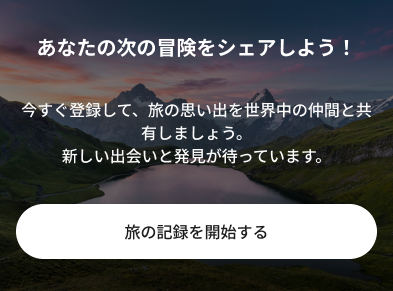 あなたの次の冒険をシェアしよう！
今すぐ登録して、旅の思い出を世界中の仲間と共
有しましょう。
新しい出会いと発見が待っています。
旅の記録を開始する